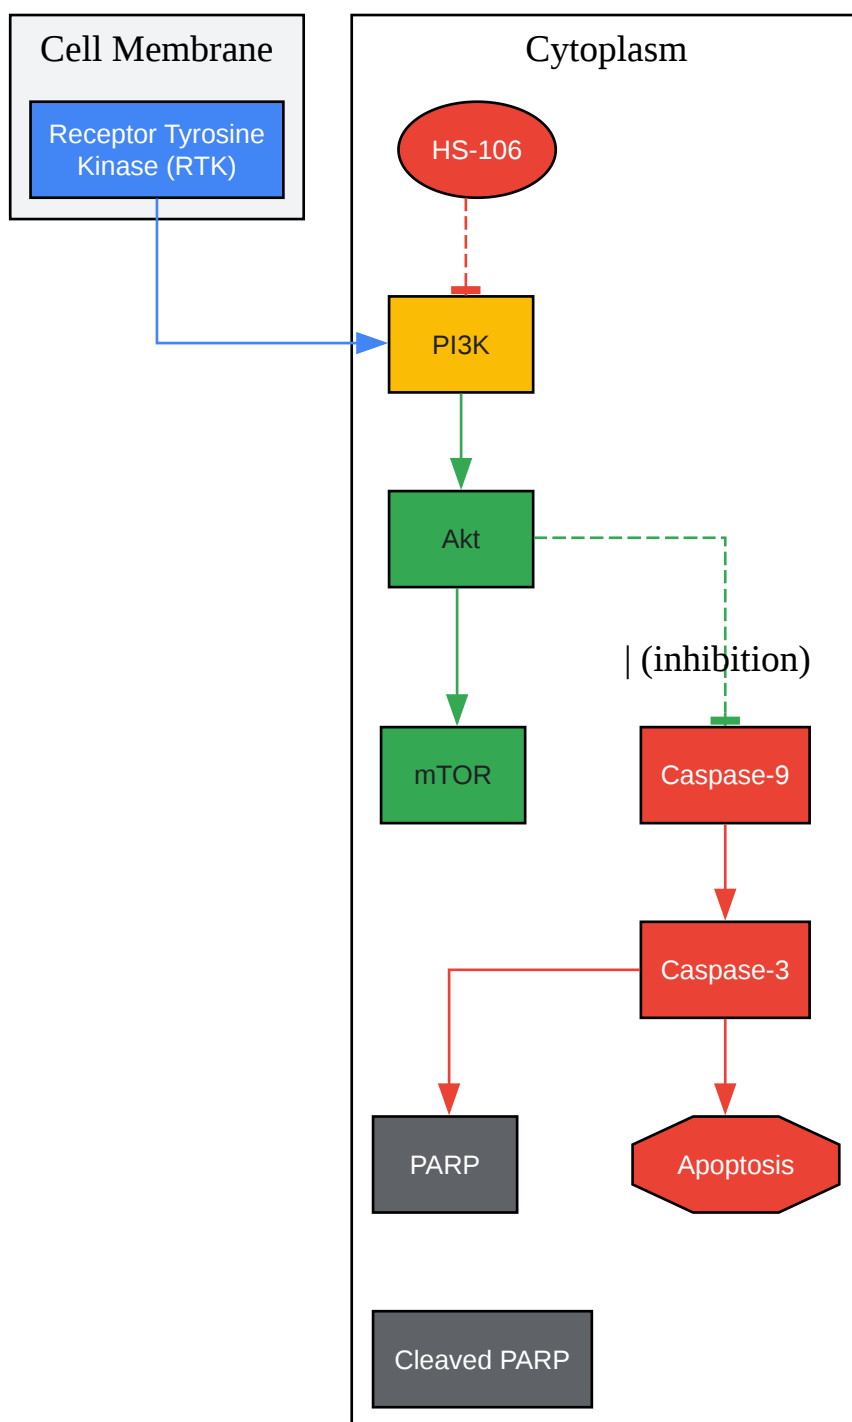 Cell Membrane
Cytoplasm
Receptor Tyrosine
Kinase (RTK)
HS-106
PI3K
Akt
| (inhibition)
mTOR
Caspase-9
Caspase-3
PARP
Apoptosis
Cleaved PARP